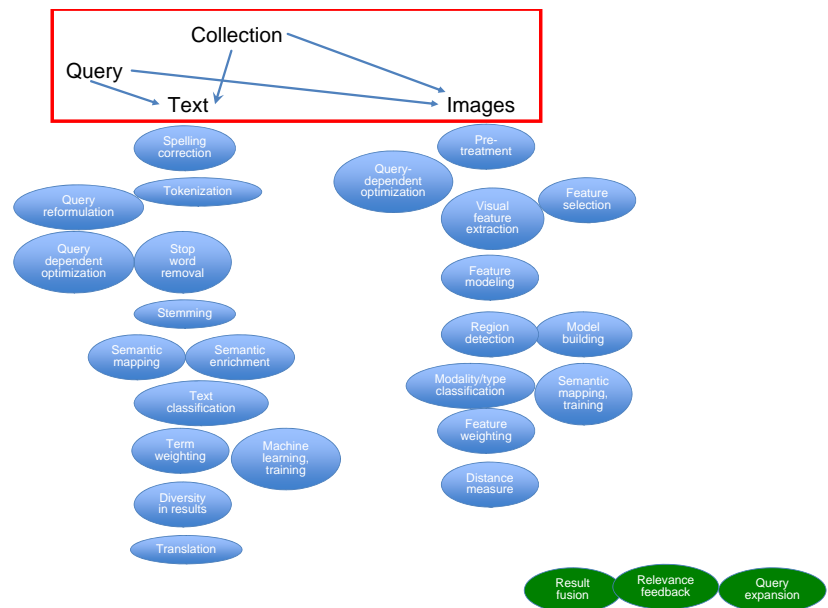 Collection
Query
Text
Images
Spelling
correction
Tokenization
Query
reformulation
Query
dependent
optimization
Stop
word
removal
Stemming
Semantic
mapping
Semantic
enrichment
Text
classification
Term
weighting
Machine
learning,
training
Diversity
in results
Translation
Pre-
treatment
Query-
dependent
optimization
Visual
feature
extraction
Feature
selection
Feature
modeling
Region
detection
Model
building
Modality/type
classification
Semantic
mapping,
training
Feature
weighting
Distance
measure
Result
fusion
Relevance
feedback
Query
expansion